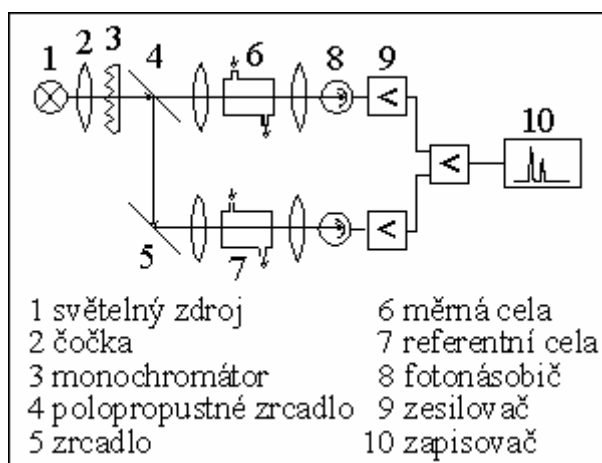 1 2 3 4 6 8 9
10
5 7
1 světelný zdroj
2 čočka
3 monochromátor
4 polopropustné zrcadlo
5 zrcadlo
6 měrná cela
7 referentní cela
8 fotonásobič
9 zesilovač
10 zapisovač